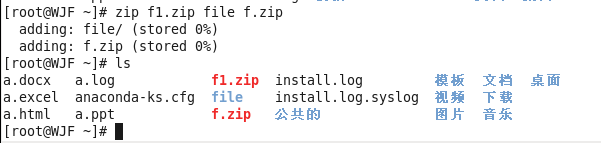 [root@WJF ~]# zip f1.zip file f.zip
  adding: file/ (stored 0%)
  adding: f.zip (stored 0%)
[root@WJF ~]# ls
a.docx   a.log            f1.zip  install.log         模板  文档  桌面
a.excel  anaconda-ks.cfg  file    install.log.syslog  视频  下载
a.html   a.ppt            f.zip   公共的              图片  音乐
[root@WJF ~]#